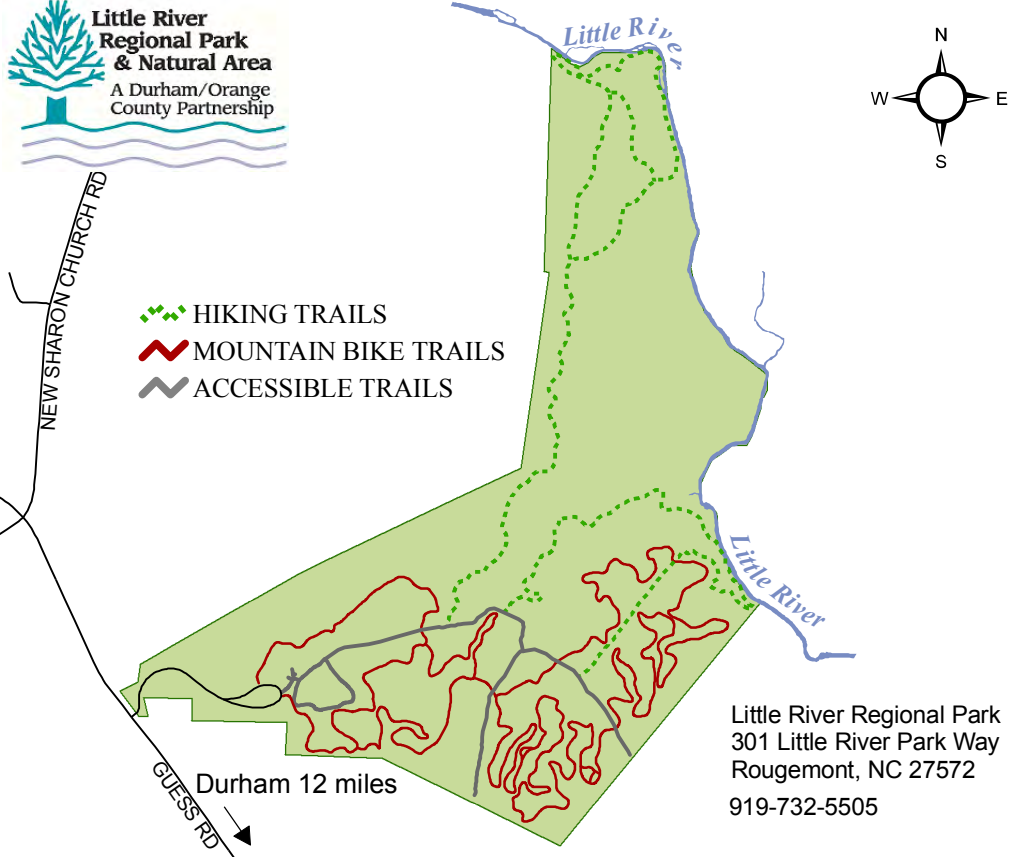 Little River
Regional Park
& Natural Area
A Durham/Orange
County Partnership
Little River
N
W
E
S
NEW SHARON CHURCH RD
HIKING TRAILS
MOUNTAIN BIKE TRAILS
ACCESSIBLE TRAILS
Little River
Little River Regional Park
301 Little River Park Way
Rougemont, NC 27572
919-732-5505
GUESS RD
Durham 12 miles